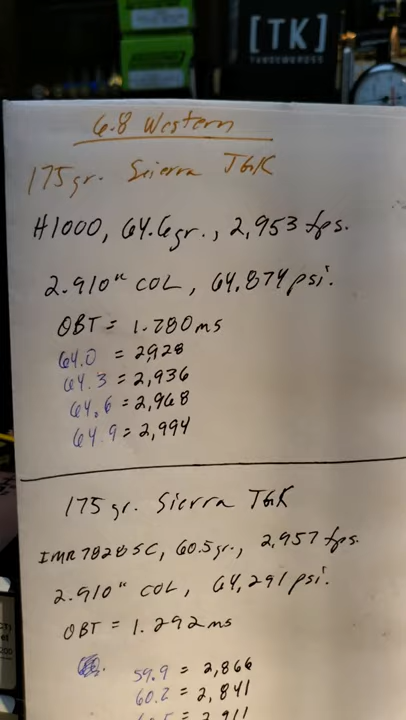 [TK]
6.8 Western
175gr. Sierra TGK
H1000, 64.6gr., 2,953 fps.
2.910" COL, 64,874 psi.
OBT = 1.280ms
64.0 = 2928
64.3 = 2,936
64.6 = 2,968
64.9 = 2,994
175 gr. Sierra TGK
IMR 7828SC, 60.5gr., 2,957 fps.
2.910" COL, 64,291 psi.
OBT = 1.292ms
59.9 = 2,866
60.2 = 2,841